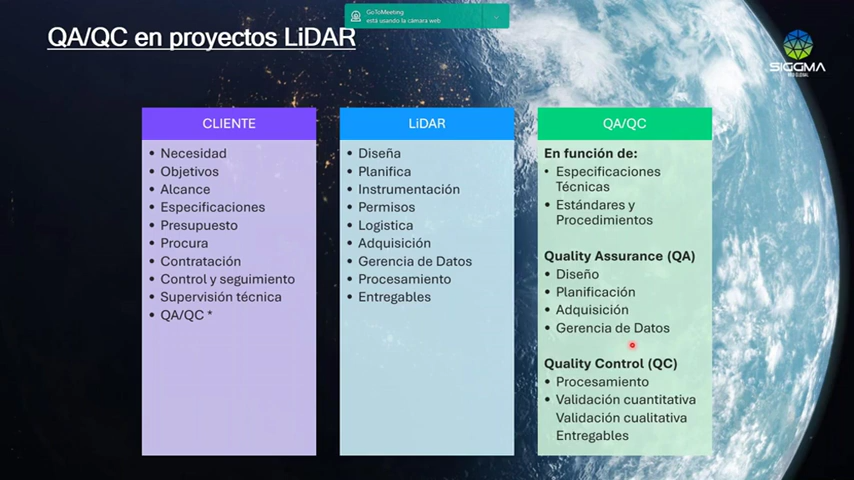 GoToMeeting
está usando la cámara web
QA/QC en proyectos LiDAR
SIGGMA
CLIENTE
• Necesidad
• Objetivos
• Alcance
• Especificaciones
• Presupuesto
• Procura
• Contratación
• Control y seguimiento
• Supervisión técnica
• QA/QC *
LiDAR
• Diseña
• Planifica
• Instrumentación
• Permisos
• Logistica
• Adquisición
• Gerencia de Datos
• Procesamiento
• Entregables
QA/QC
En función de:
• Especificaciones
Técnicas
• Estándares y
Procedimientos
Quality Assurance (QA)
• Diseño
• Planificación
• Adquisición
• Gerencia de Datos
Quality Control (QC)
• Procesamiento
• Validación cuantitativa
Validación cualitativa
Entregables